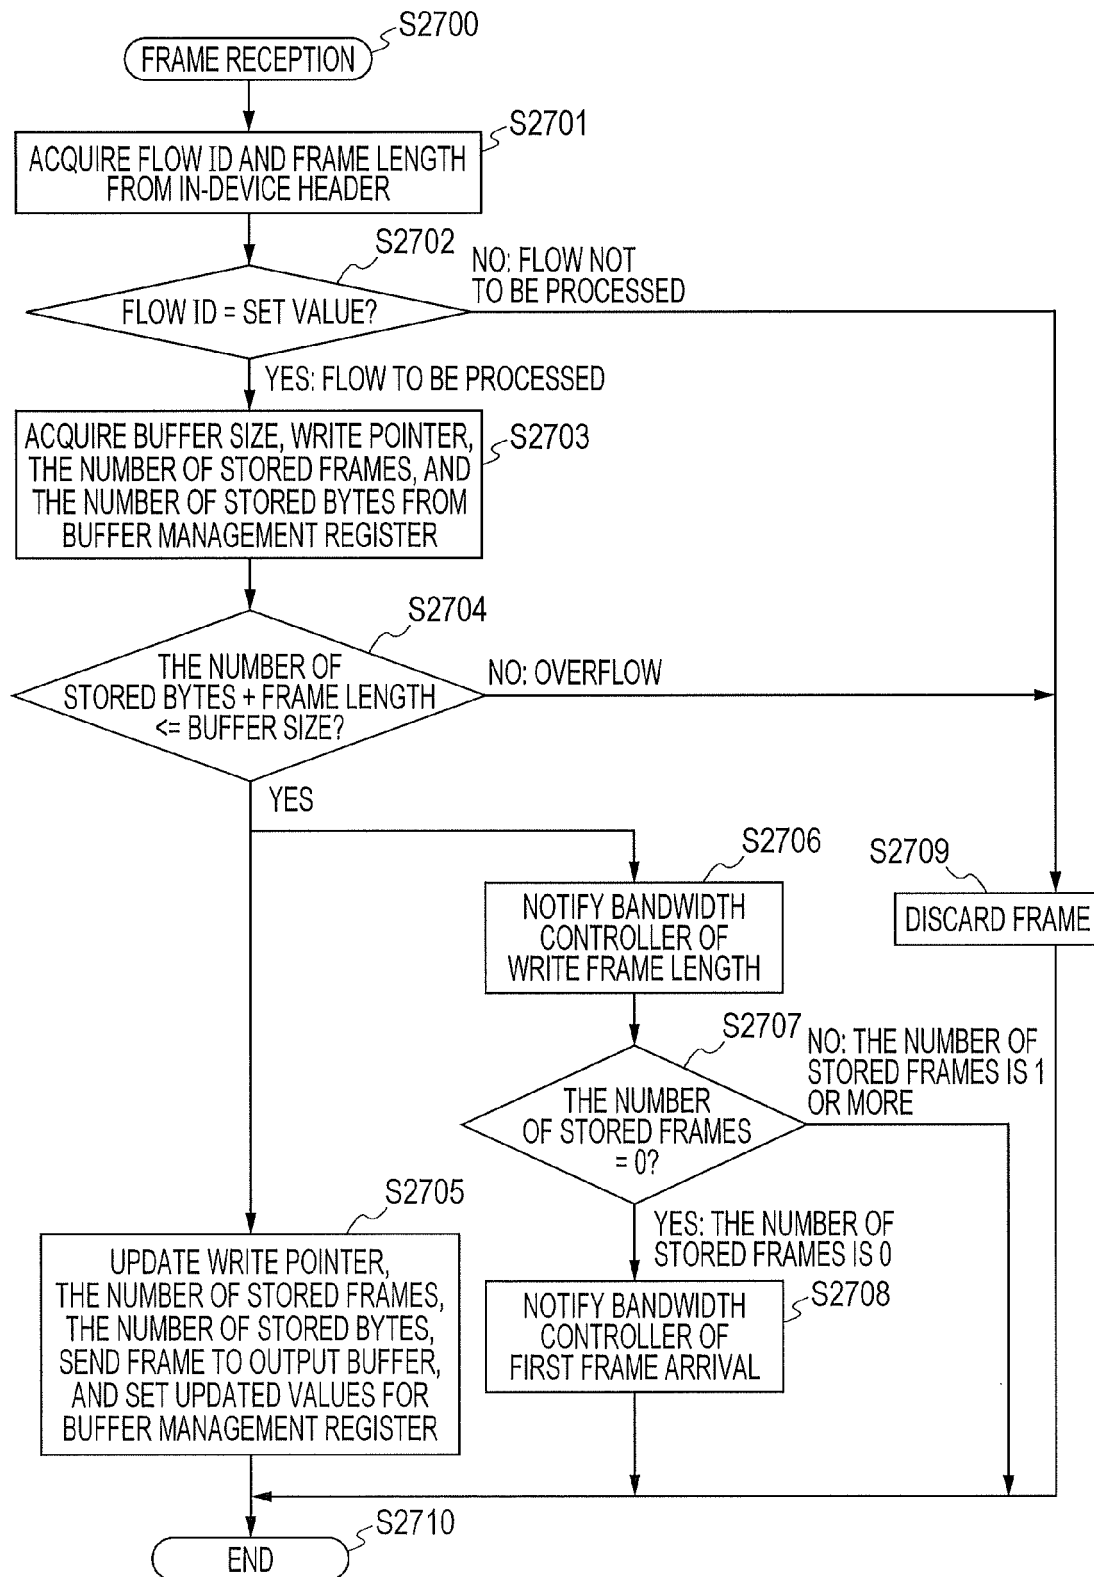 S2700
FRAME RECEPTION
S2701
ACQUIRE FLOW ID AND FRAME LENGTH
FROM IN-DEVICE HEADER
S2702
NO: FLOW NOT
TO BE PROCESSED
FLOW ID = SET VALUE?
YES: FLOW TO BE PROCESSED
S2703
ACQUIRE BUFFER SIZE, WRITE POINTER,
THE NUMBER OF STORED FRAMES, AND
THE NUMBER OF STORED BYTES FROM
BUFFER MANAGEMENT REGISTER
S2704
THE NUMBER OF
STORED BYTES + FRAME LENGTH
<= BUFFER SIZE?
NO: OVERFLOW
YES
S2706
NOTIFY BANDWIDTH
CONTROLLER OF
WRITE FRAME LENGTH
S2709
DISCARD FRAME
S2707
NO: THE NUMBER OF
STORED FRAMES IS 1
OR MORE
THE NUMBER
OF STORED FRAMES
= 0?
YES: THE NUMBER OF
STORED FRAMES IS 0
S2705
UPDATE WRITE POINTER,
THE NUMBER OF STORED FRAMES,
THE NUMBER OF STORED BYTES,
SEND FRAME TO OUTPUT BUFFER,
AND SET UPDATED VALUES FOR
BUFFER MANAGEMENT REGISTER
S2708
NOTIFY BANDWIDTH
CONTROLLER OF
FIRST FRAME ARRIVAL
S2710
END